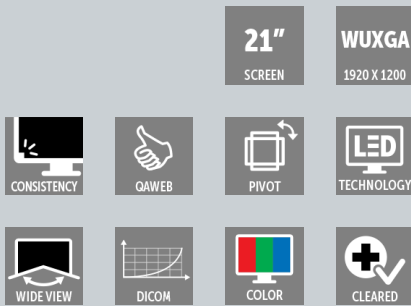 21"
SCREEN
WUXGA
1920 X 1200
CONSISTENCY
QAWEB
PIVOT
LED
TECHNOLOGY
WIDE VIEW
DICOM
COLOR
CLEARED